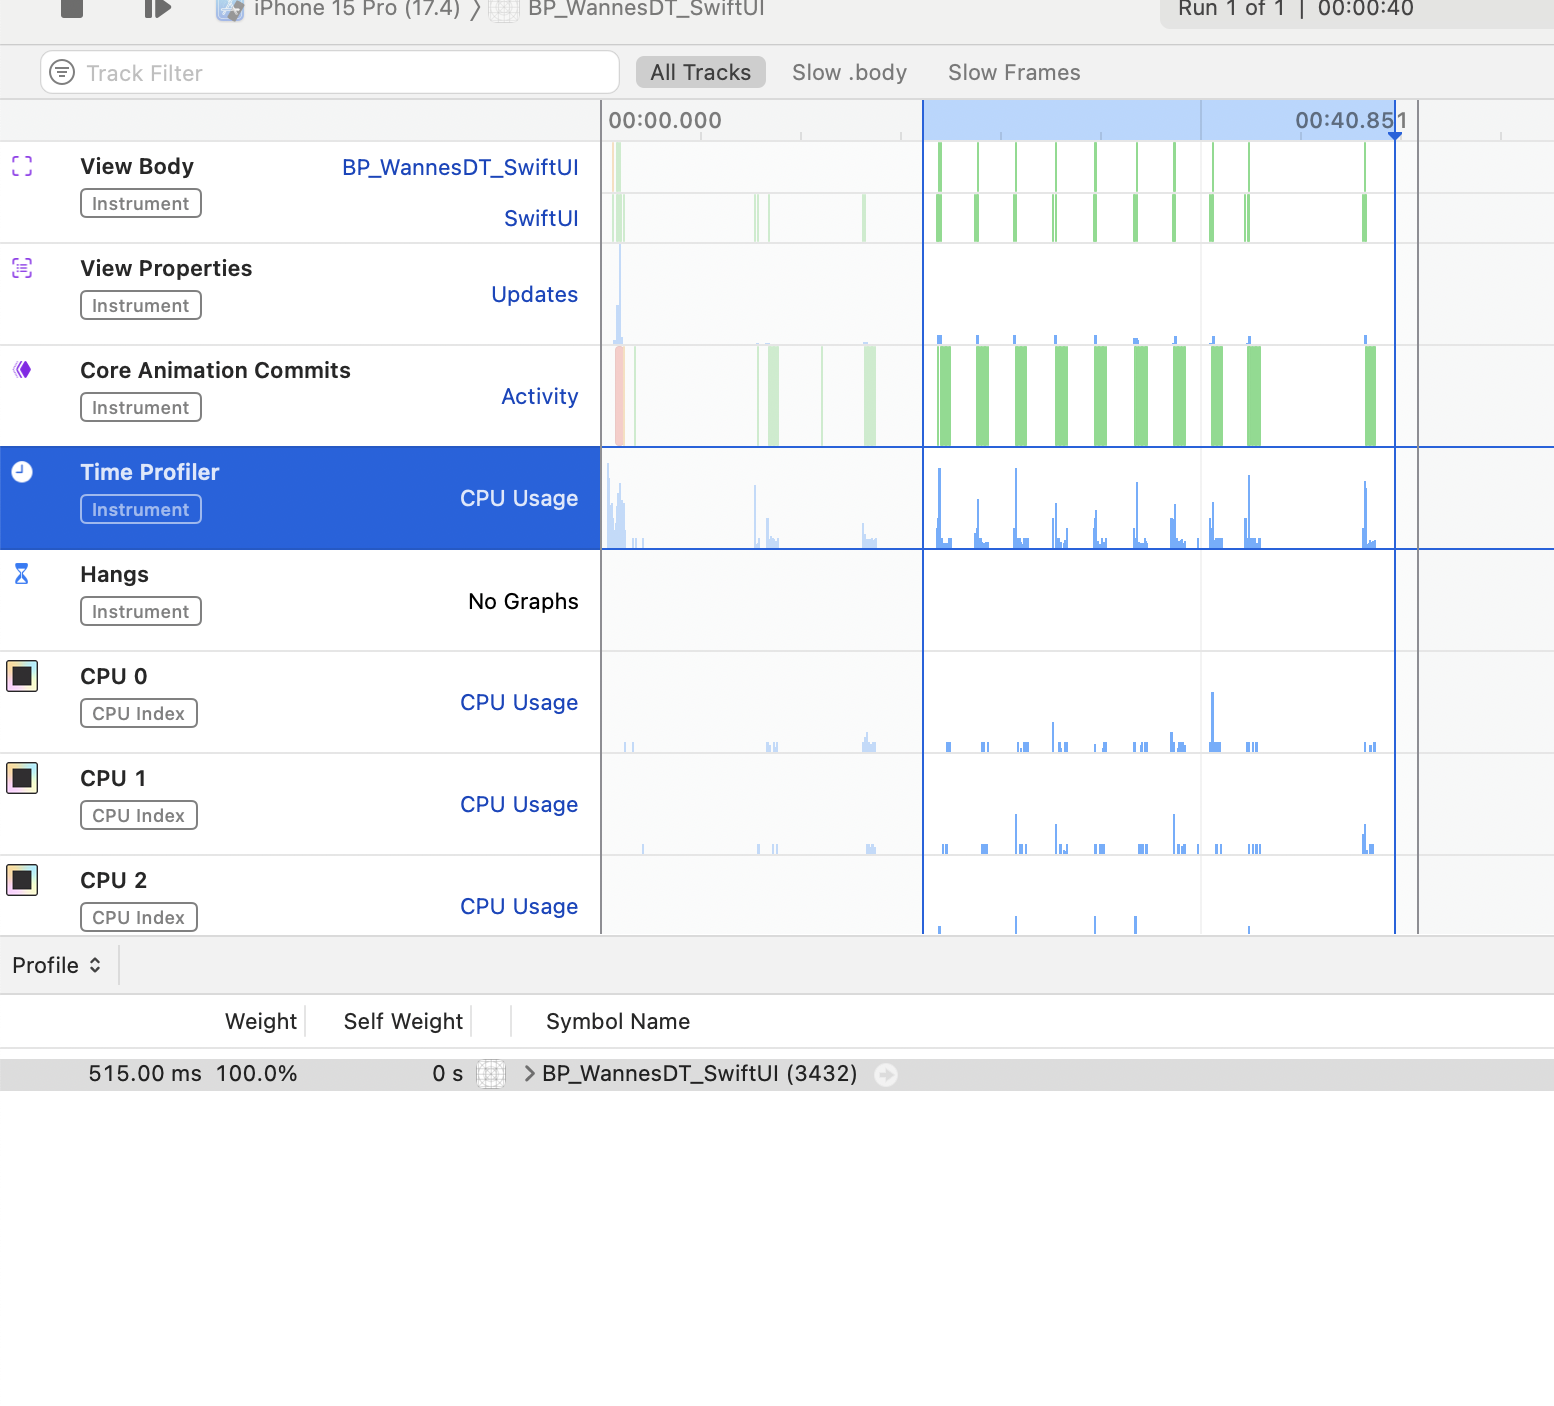 iPhone 15 Pro (17.4) 〉 BP_WannesDT_SwiftUI
Run 1 of 1 | 00:00:40
Track Filter
All Tracks
Slow .body
Slow Frames
00:00.000
00:40.851
View Body
Instrument
BP_WannesDT_SwiftUI
SwiftUI
View Properties
Instrument
Updates
Core Animation Commits
Instrument
Activity
Time Profiler
Instrument
CPU Usage
Hangs
Instrument
No Graphs
CPU 0
CPU Index
CPU Usage
CPU 1
CPU Index
CPU Usage
CPU 2
CPU Index
CPU Usage
Profile
Weight
Self Weight
Symbol Name
515.00 ms 100.0%
0 s
BP_WannesDT_SwiftUI (3432)